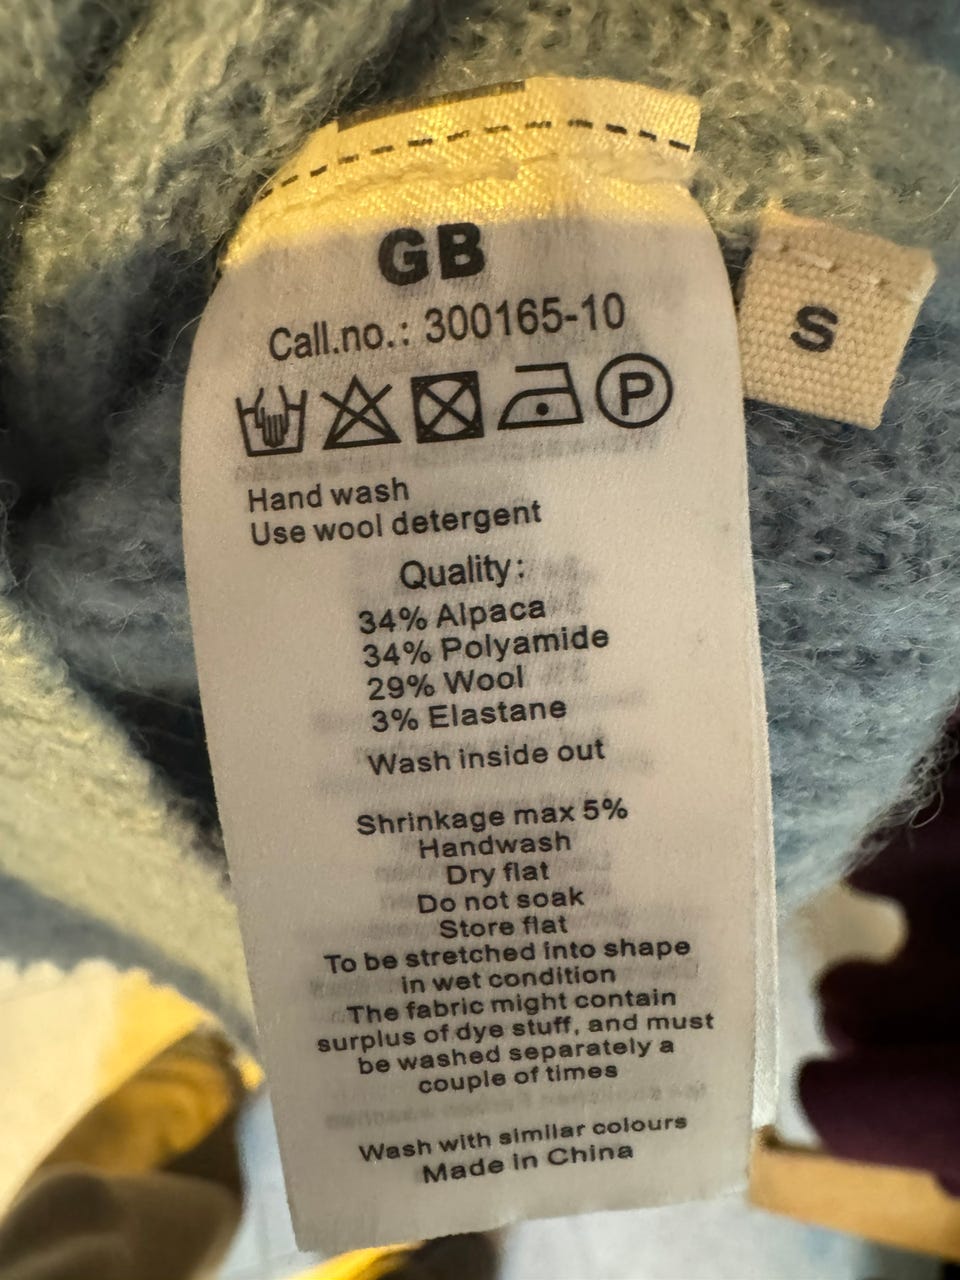 GB
Call.no.: 300165-10
S
P
Hand wash
Use wool detergent
Quality:
34% Alpaca
34% Polyamide
29% Wool
3% Elastane
Wash inside out
Shrinkage max 5%
Handwash
Dry flat
Do not soak
Store flat
To be stretched into shape
in wet condition
The fabric might contain
surplus of dye stuff, and must
be washed separately a
couple of times
Wash with similar colours
Made in China